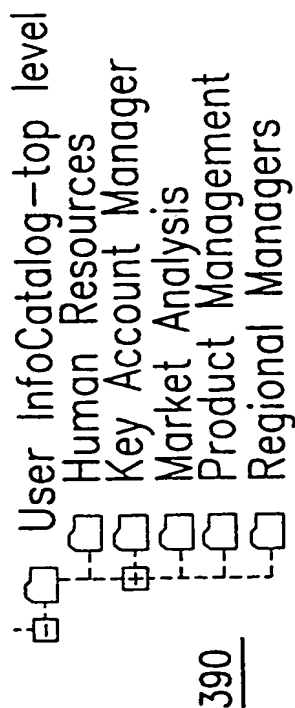 User InfoCatalog-top level
Human Resources
Key Account Manager
Market Analysis
Product Management
Regional Managers
390